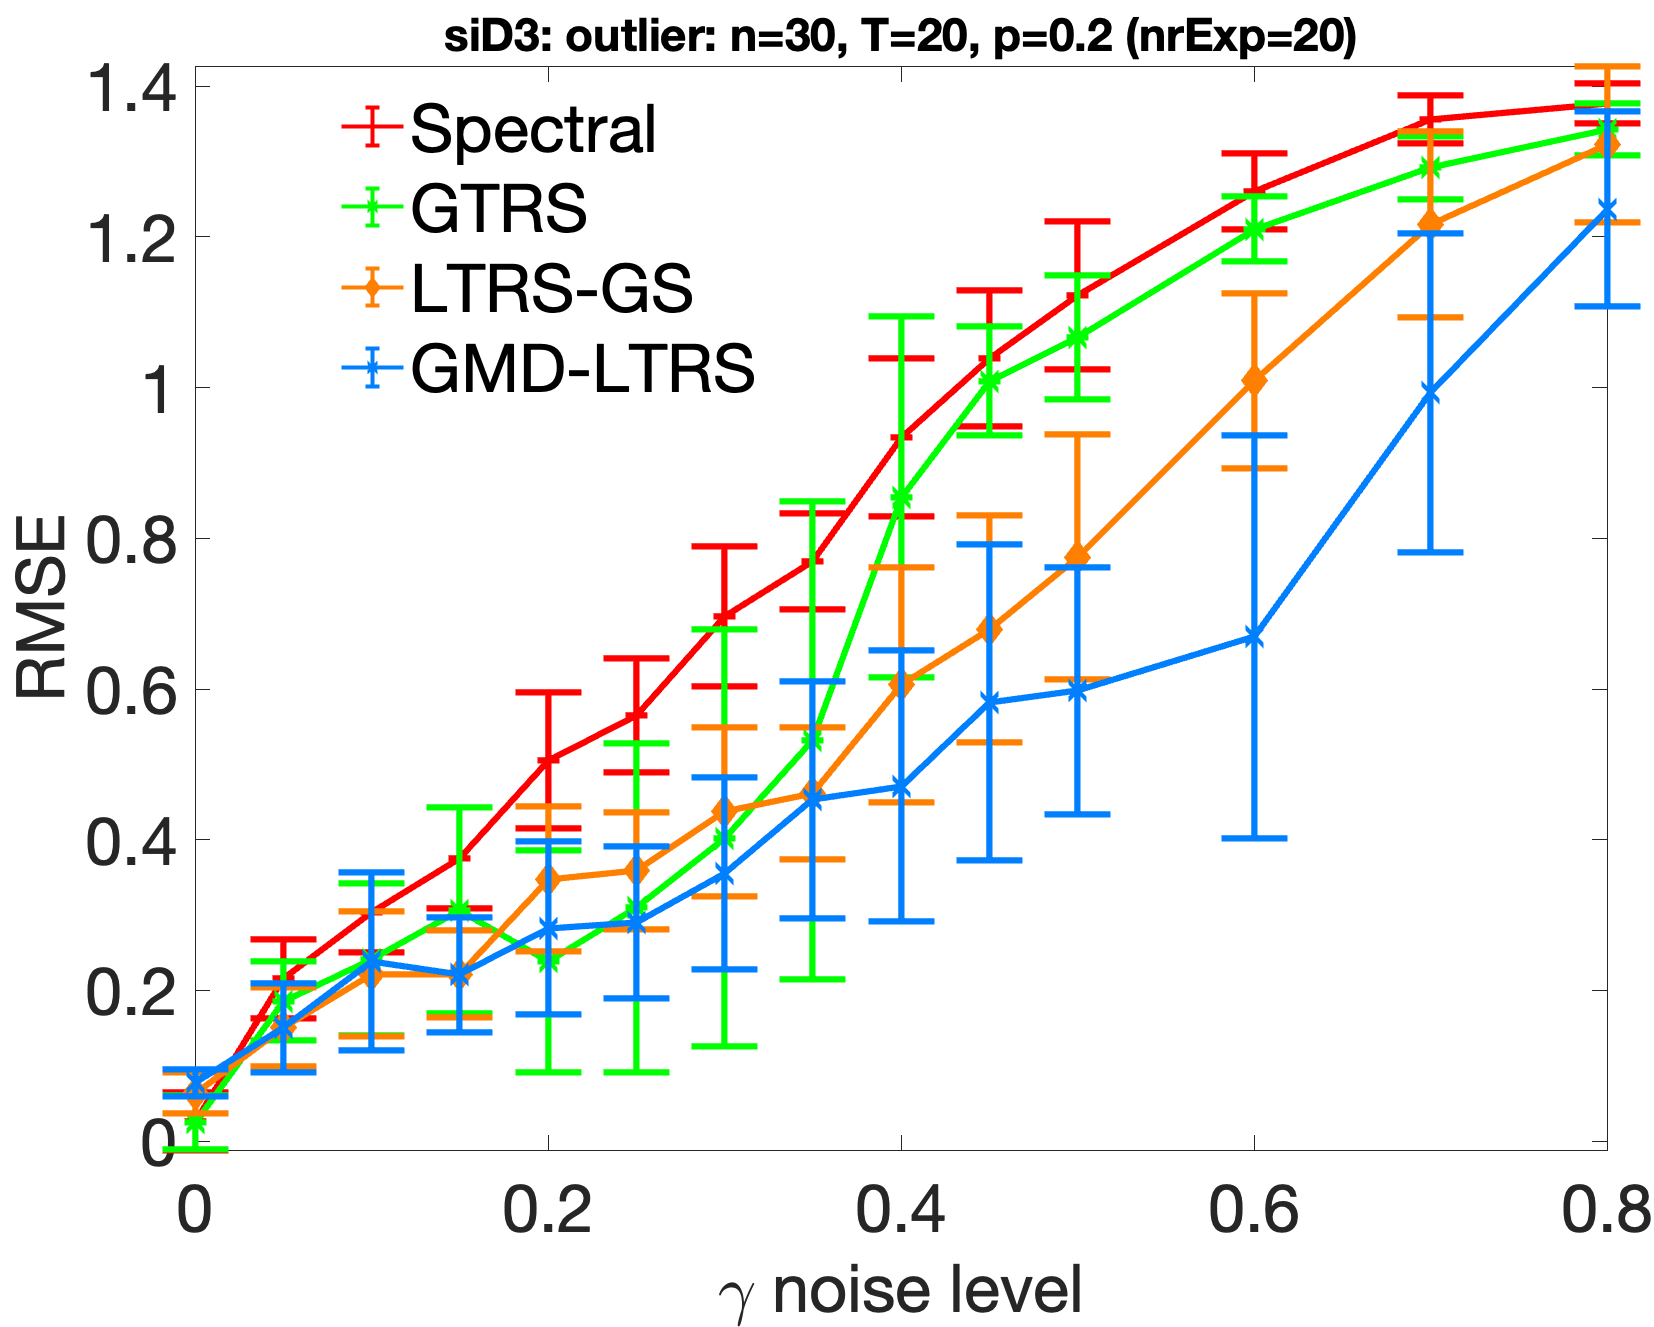 siD3: outlier: n=30, T=20, p=0.2 (nrExp=20)
1.4
1.2
1
0.8
0.6
0.4
0.2
0
RMSE
Spectral
GTRS
LTRS-GS
GMD-LTRS
0 0.2 0.4 0.6 0.8
γ noise level